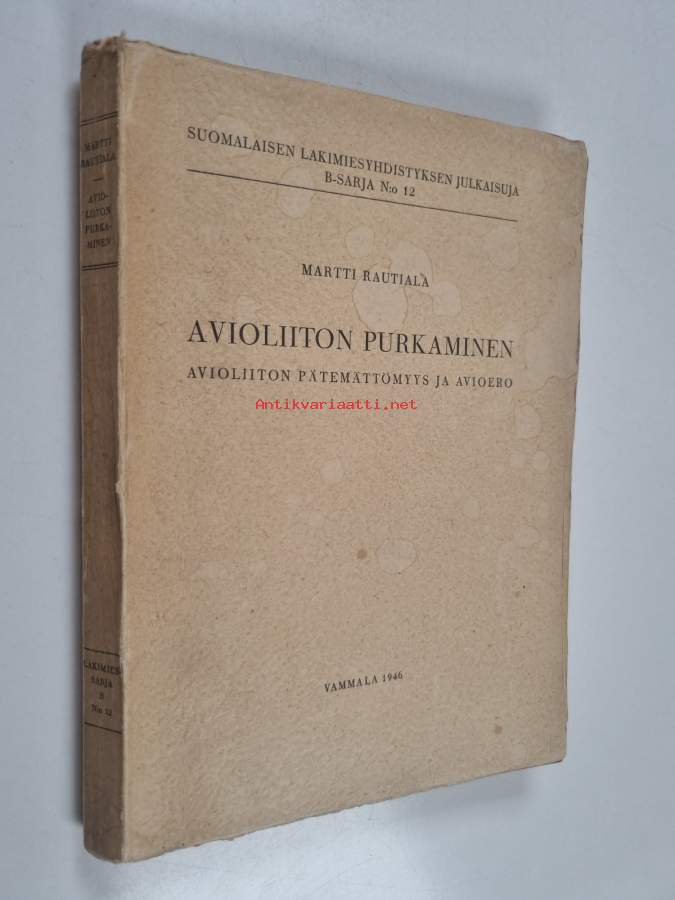 SUOMALAISEN LAKIMIESYHDISTYKSEN JULKAISUJA
B-SARJA N:o 12
MARTTI RAUTIALA
AVIOLIITON PURKAMINEN
AVIOLIITON PÄTEMÄTTÖMYYS JA AVIOERO
Antikvariaatti.net
VAMMALA 1946
MARTTI
RAUTIALA
AVIO-
LIITON
PURKA-
MINEN
LAKIMIES-
SARJA
B
N:o 12